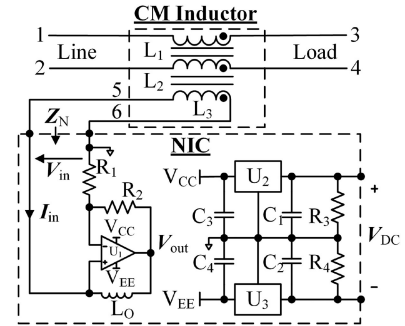 CM Inductor
1 3
Line L1 Load
2 4
L2
5
6 L3
ZN NIC
Vin R1
R2 VCC U2
Iin VCC Vout C3 C1 R3 + VDC
- U1
+ VEE C4 C2 R4 -
LO VEE U3